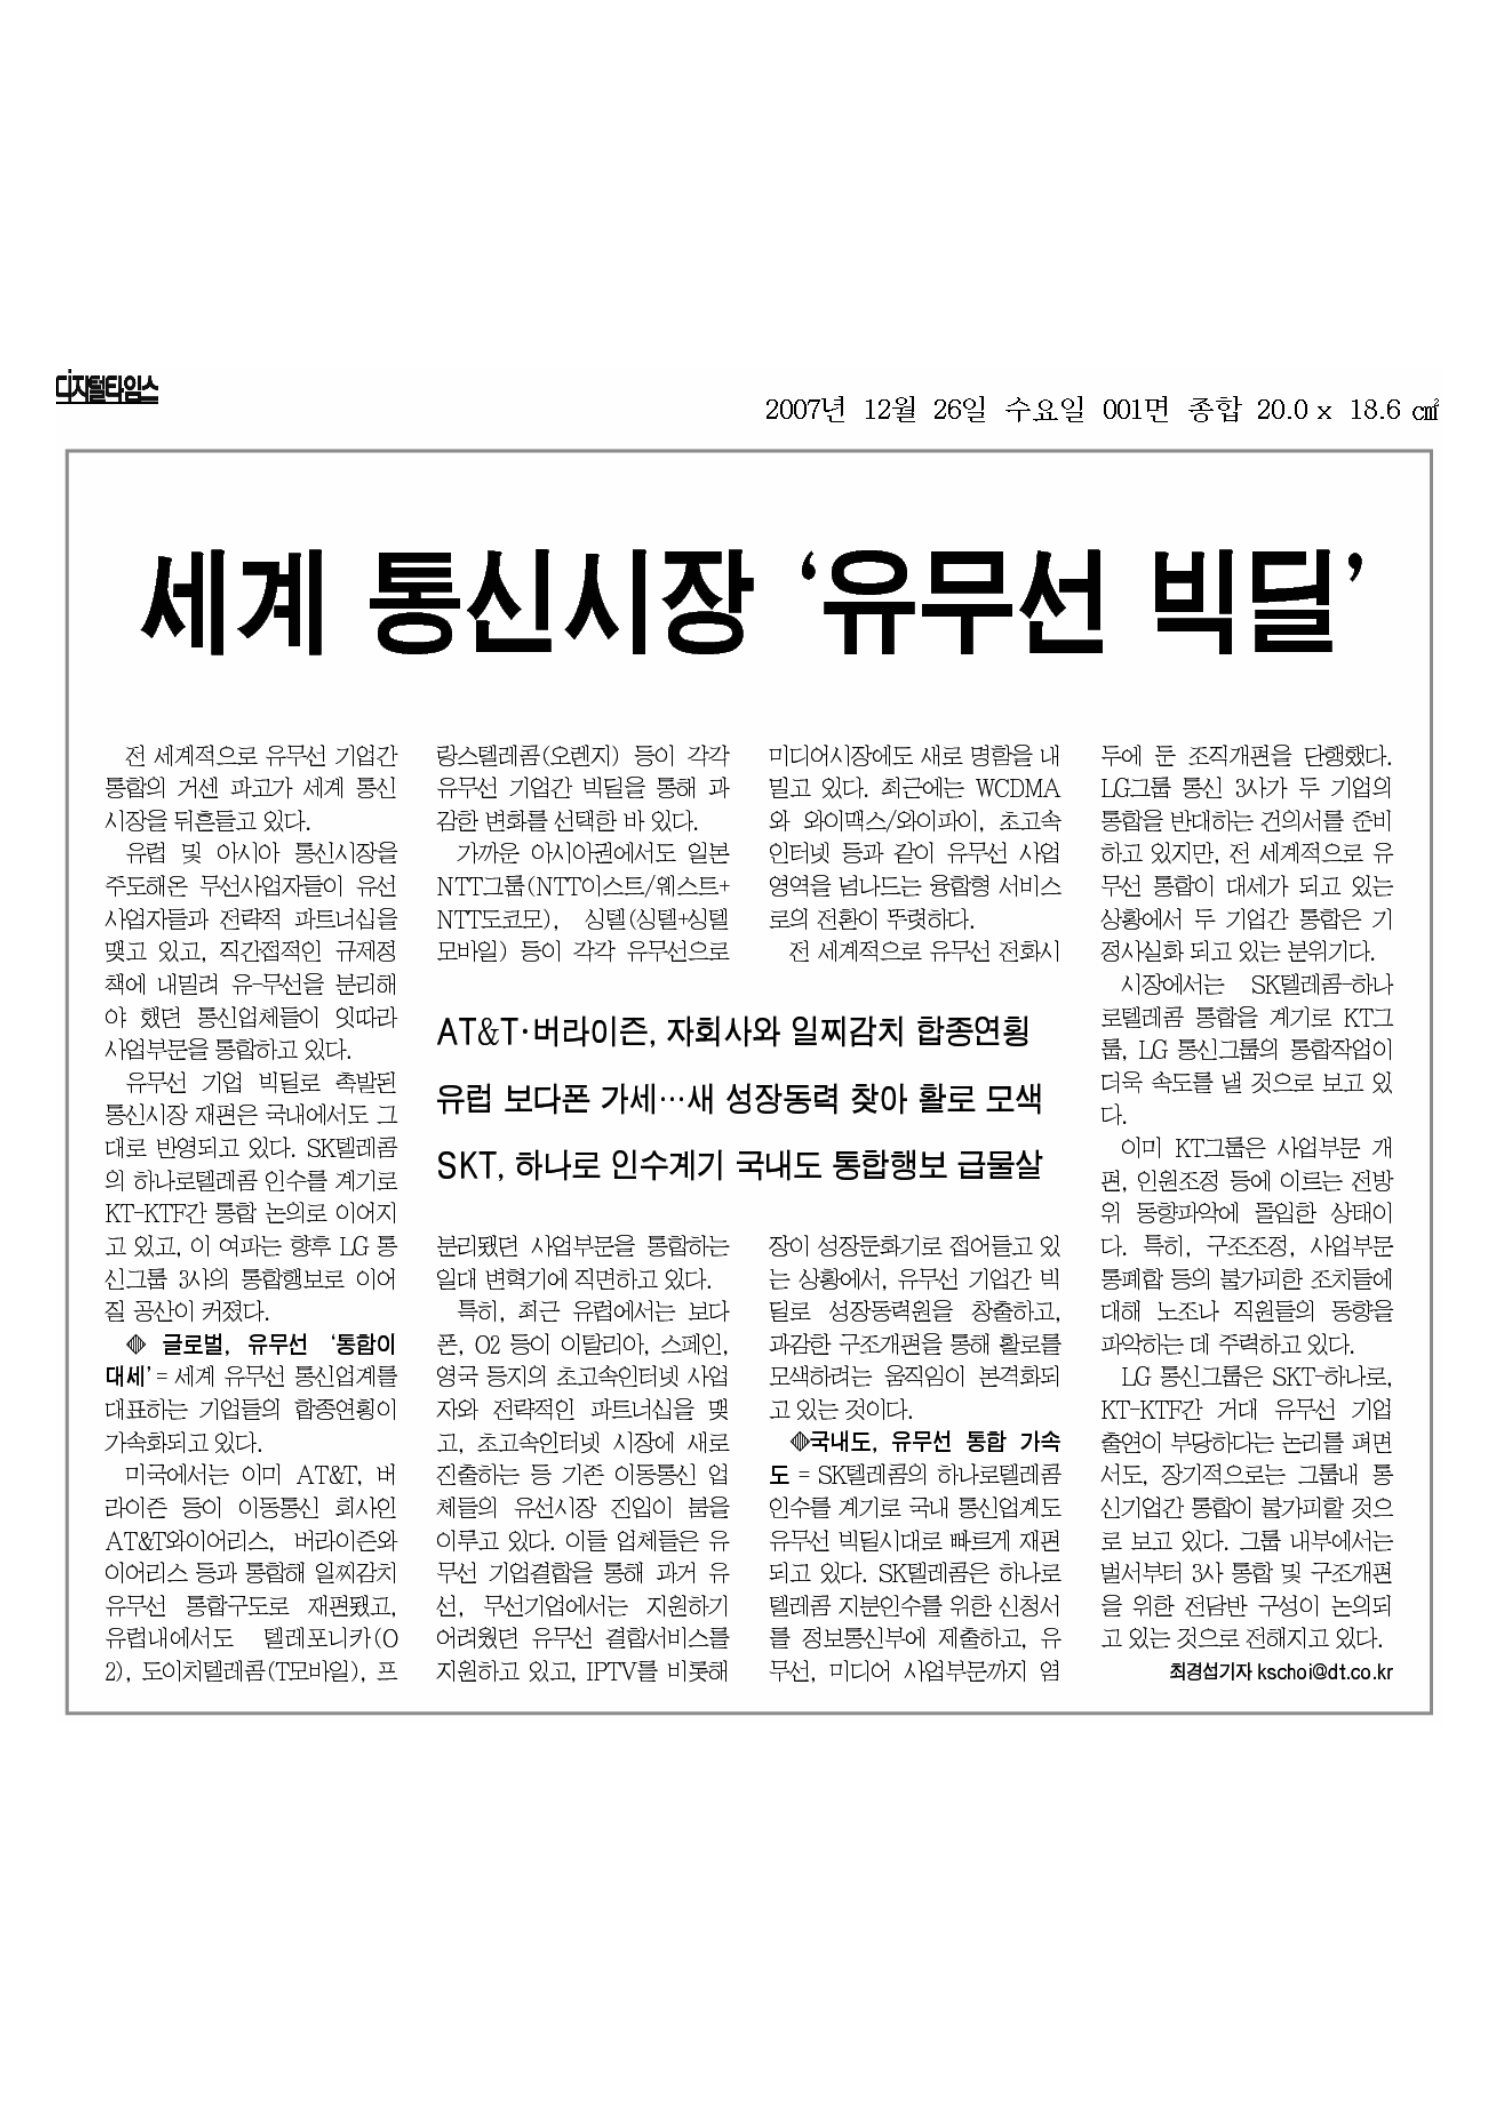 디지털타임스
2007년 12월 26일 수요일 001면 종합 20.0 x 18.6 ㎠
세계 통신시장 ‘유무선 빅딜’
전 세계적으로 유무선 기업간
통합의 거센 파고가 세계 통신
시장을 뒤흔들고 있다.
유럽 및 아시아 통신시장을
주도해온 무선사업자들이 유선
사업자들과 전략적 파트너십을
맺고 있고, 직간접적인 규제정
책에 내밀려 유-무선을 분리해
야 했던 통신업체들이 잇따라
사업부문을 통합하고 있다.
유무선 기업 빅딜로 촉발된
통신시장 재편은 국내에서도 그
대로 반영되고 있다. SK텔레콤
의 하나로텔레콤 인수를 계기로
KT-KTF간 통합 논의로 이어지
고 있고, 이 여파는 향후 LG 통
신그룹 3사의 통합행보로 이어
질 공산이 커졌다.
◈ 글로벌, 유무선 ‘통합이
대세’ = 세계 유무선 통신업계를
대표하는 기업들의 합종연횡이
가속화되고 있다.
미국에서는 이미 AT&T, 버
라이즌 등이 이동통신 회사인
AT&T와이어리스, 버라이즌와
이어리스 등과 통합해 일찌감치
유무선 통합구도로 재편됐고,
유럽내에서도 텔레포니카(O
2), 도이치텔레콤(T모바일), 프
랑스텔레콤(오렌지) 등이 각각
유무선 기업간 빅딜을 통해 과
감한 변화를 선택한 바 있다.
가까운 아시아권에서도 일본
NTT그룹(NTT이스트/웨스트+
NTT도코모), 싱텔(싱텔+싱텔
모바일) 등이 각각 유무선으로
AT&T·버라이즌, 자회사와 일찌감치 합종연횡
유럽 보다폰 가세…새 성장동력 찾아 활로 모색
SKT, 하나로 인수계기 국내도 통합행보 급물살
분리됐던 사업부문을 통합하는
일대 변혁기에 직면하고 있다.
특히, 최근 유럽에서는 보다
폰, O2 등이 이탈리아, 스페인,
영국 등지의 초고속인터넷 사업
자와 전략적인 파트너십을 맺
고, 초고속인터넷 시장에 새로
진출하는 등 기존 이동통신 업
체들의 유선시장 진입이 붐을
이루고 있다. 이들 업체들은 유
무선 기업결합을 통해 과거 유
선, 무선기업에서는 지원하기
어려웠던 유무선 결합서비스를
지원하고 있고, IPTV를 비롯해
미디어시장에도 새로 명함을 내
밀고 있다. 최근에는 WCDMA
와 와이맥스/와이파이, 초고속
인터넷 등과 같이 유무선 사업
영역을 넘나드는 융합형 서비스
로의 전환이 뚜렷하다.
전 세계적으로 유무선 전화시
장이 성장둔화기로 접어들고 있
는 상황에서, 유무선 기업간 빅
딜로 성장동력원을 창출하고,
과감한 구조개편을 통해 활로를
모색하려는 움직임이 본격화되
고 있는 것이다.
◈국내도, 유무선 통합 가속
도 = SK텔레콤의 하나로텔레콤
인수를 계기로 국내 통신업계도
유무선 빅딜시대로 빠르게 재편
되고 있다. SK텔레콤은 하나로
텔레콤 지분인수를 위한 신청서
를 정보통신부에 제출하고, 유
무선, 미디어 사업부문까지 염
두에 둔 조직개편을 단행했다.
LG그룹 통신 3사가 두 기업의
통합을 반대하는 건의서를 준비
하고 있지만, 전 세계적으로 유
무선 통합이 대세가 되고 있는
상황에서 두 기업간 통합은 기
정사실화 되고 있는 분위기다.
시장에서는 SK텔레콤-하나
로텔레콤 통합을 계기로 KT그
룹, LG 통신그룹의 통합작업이
더욱 속도를 낼 것으로 보고 있
다.
이미 KT그룹은 사업부문 개
편, 인원조정 등에 이르는 전방
위 동향파악에 몰입한 상태이
다. 특히, 구조조정, 사업부문
통폐합 등의 불가피한 조치들에
대해 노조나 직원들의 동향을
파악하는 데 주력하고 있다.
LG 통신그룹은 SKT-하나로,
KT-KTF간 거대 유무선 기업
출연이 부당하다는 논리를 펴면
서도, 장기적으로는 그룹내 통
신기업간 통합이 불가피할 것으
로 보고 있다. 그룹 내부에서는
벌서부터 3사 통합 및 구조개편
을 위한 전담반 구성이 논의되
고 있는 것으로 전해지고 있다.
최경섭기자 kschoi@dt.co.kr